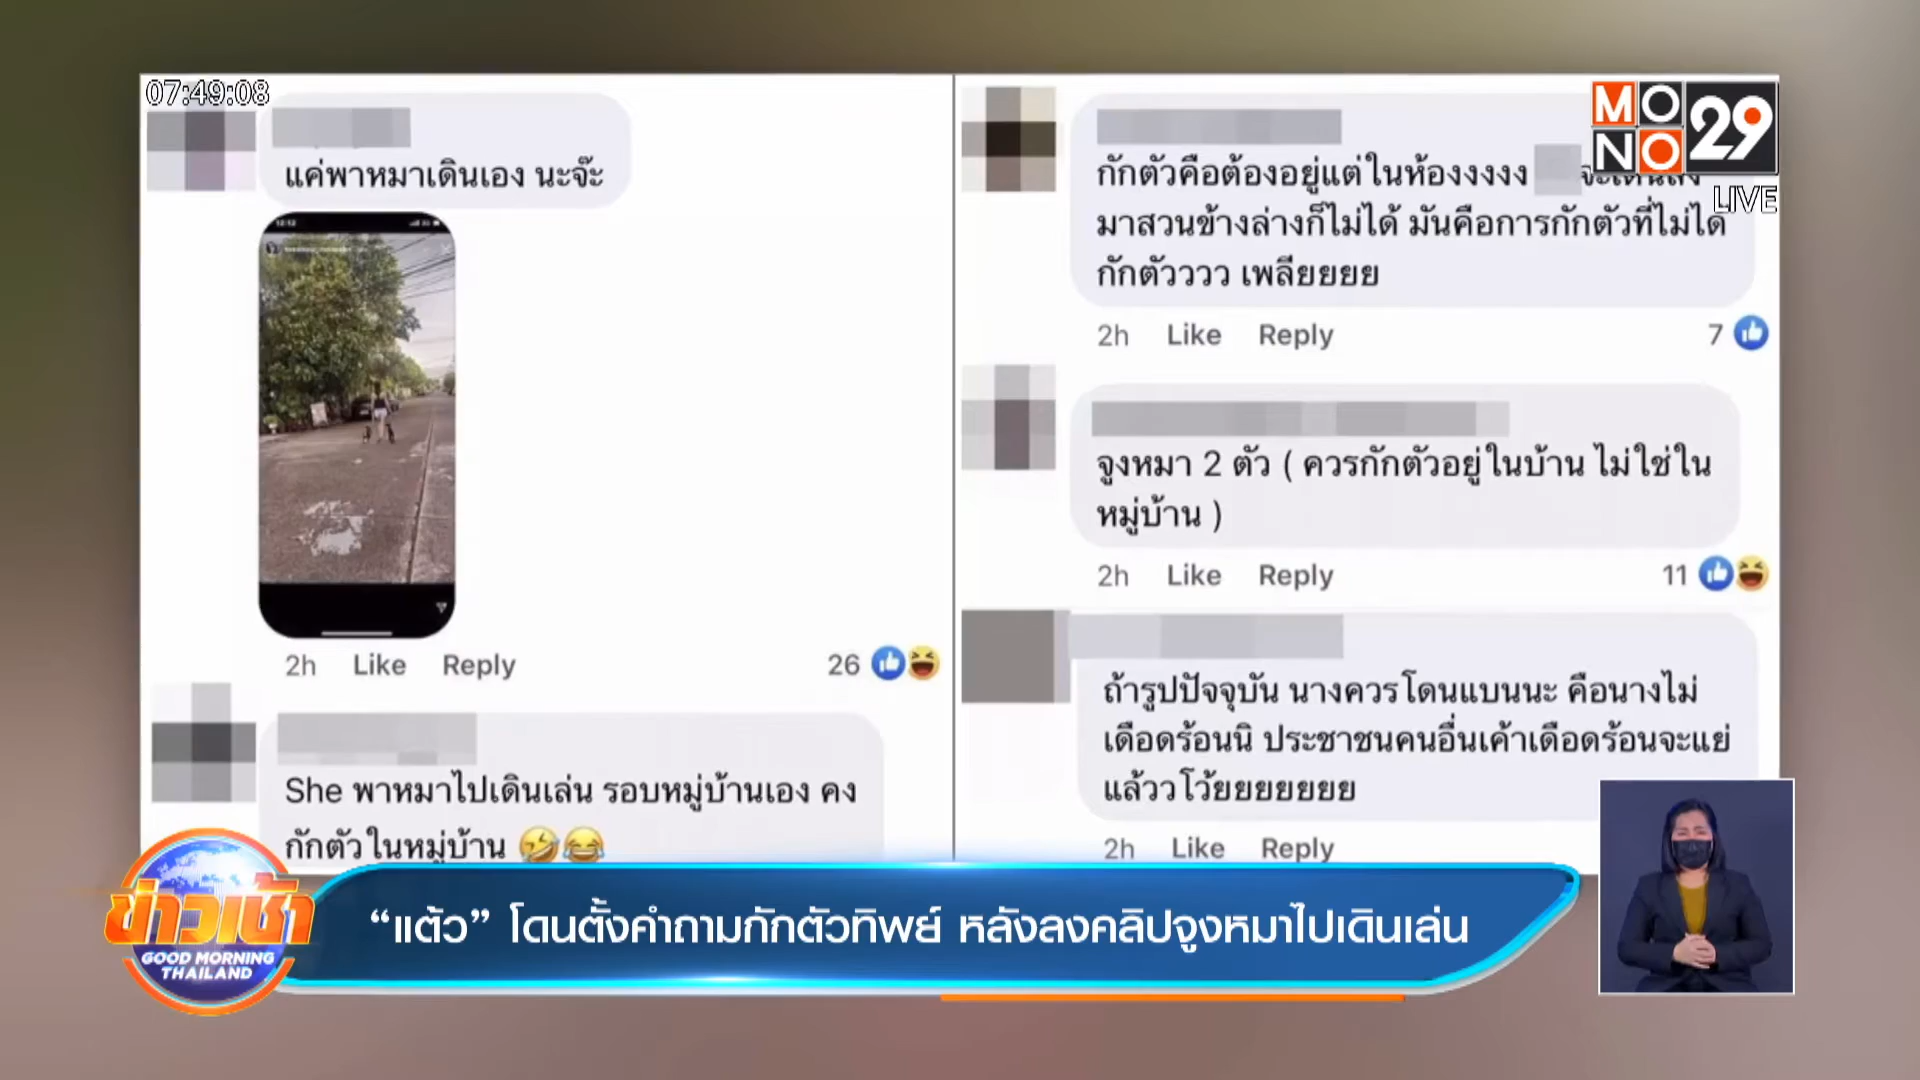 07:49:08
แค่พาหมาเดินเอง นะจ๊ะ
2h Like Reply 26
She พาหมาไปเดินเล่น รอบหมู่บ้านเอง คง
กักตัวในหมู่บ้าน 🤣😂
MONO 29
LIVE
กักตัวคือต้องอยู่แต่ในห้องงงงง
มาสวนข้างล่างก็ไม่ได้ มันคือการกักตัวที่ไม่ได้
กักตัวววว เพลียยยย
2h Like Reply 7
จูงหมา 2 ตัว ( ควรกักตัวอยู่ในบ้าน ไม่ใช่ใน
หมู่บ้าน )
2h Like Reply 11
ถ้ารูปปัจจุบัน นางควรโดนแบนนะ คือนางไม่
เดือดร้อนนิ ประชาชนคนอื่นเค้าเดือดร้อนจะแย่
แล้ววโว้ยยยยยยย
2h Like Reply
ข่าวเช้า
GOOD MORNING
THAILAND
“แต้ว” โดนตั้งคำถามกักตัวทิพย์ หลังลงคลิปจูงหมาไปเดินเล่น